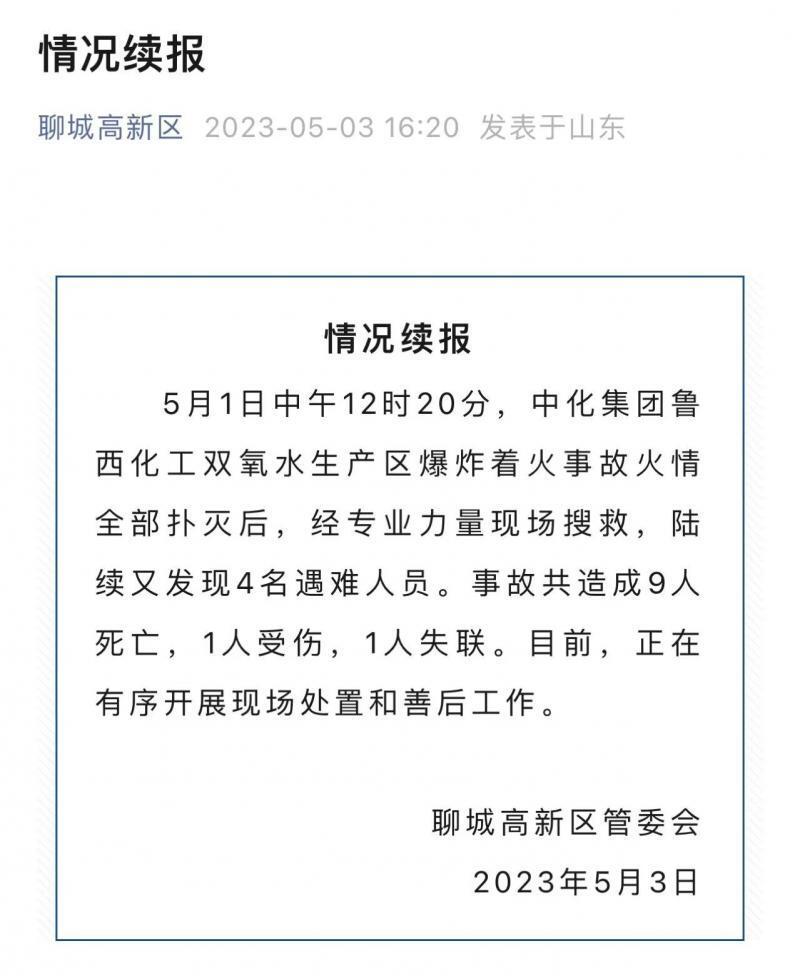 情况续报
聊城高新区 2023-05-03 16:20 发表于山东
情况续报
5月1日中午12时20分，中化集团鲁
西化工双氧水生产区爆炸着火事故火情
全部扑灭后，经专业力量现场搜救，陆
续又发现4名遇难人员。事故共造成9人
死亡，1人受伤，1人失联。目前，正在
有序开展现场处置和善后工作。
聊城高新区管委会
2023年5月3日